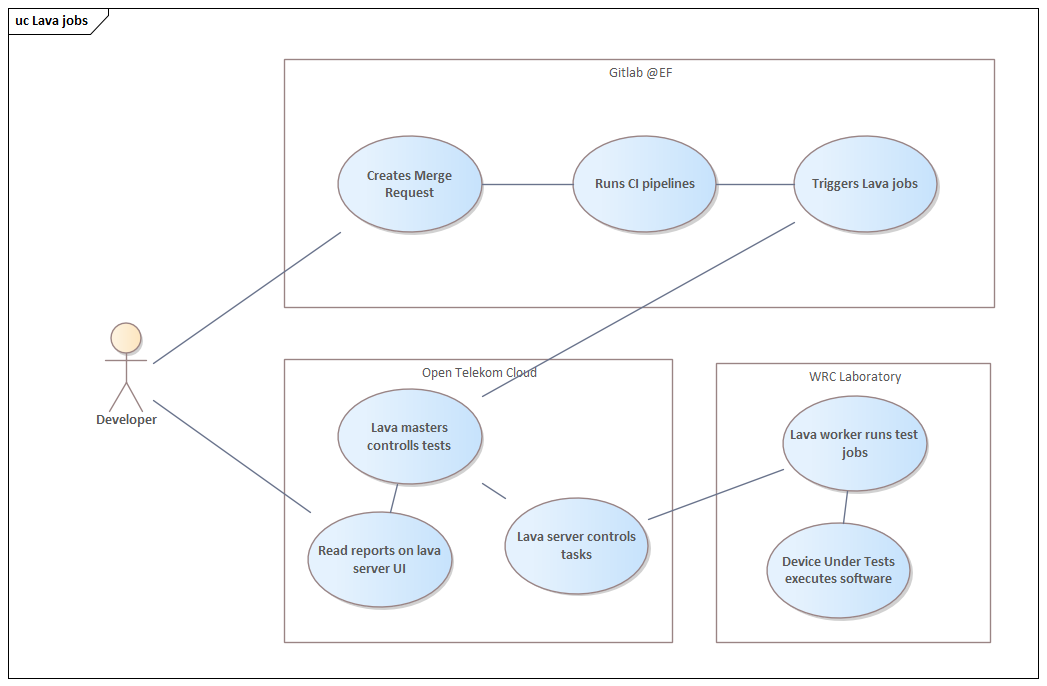 uc Lava jobs
Gitlab @EF
Creates Merge
Request
Runs CI pipelines
Triggers Lava jobs
Developer
Open Telekom Cloud
Lava masters
controlls tests
Read reports on lava
server UI
Lava server controls
tasks
WRC Laboratory
Lava worker runs test
jobs
Device Under Tests
executes software